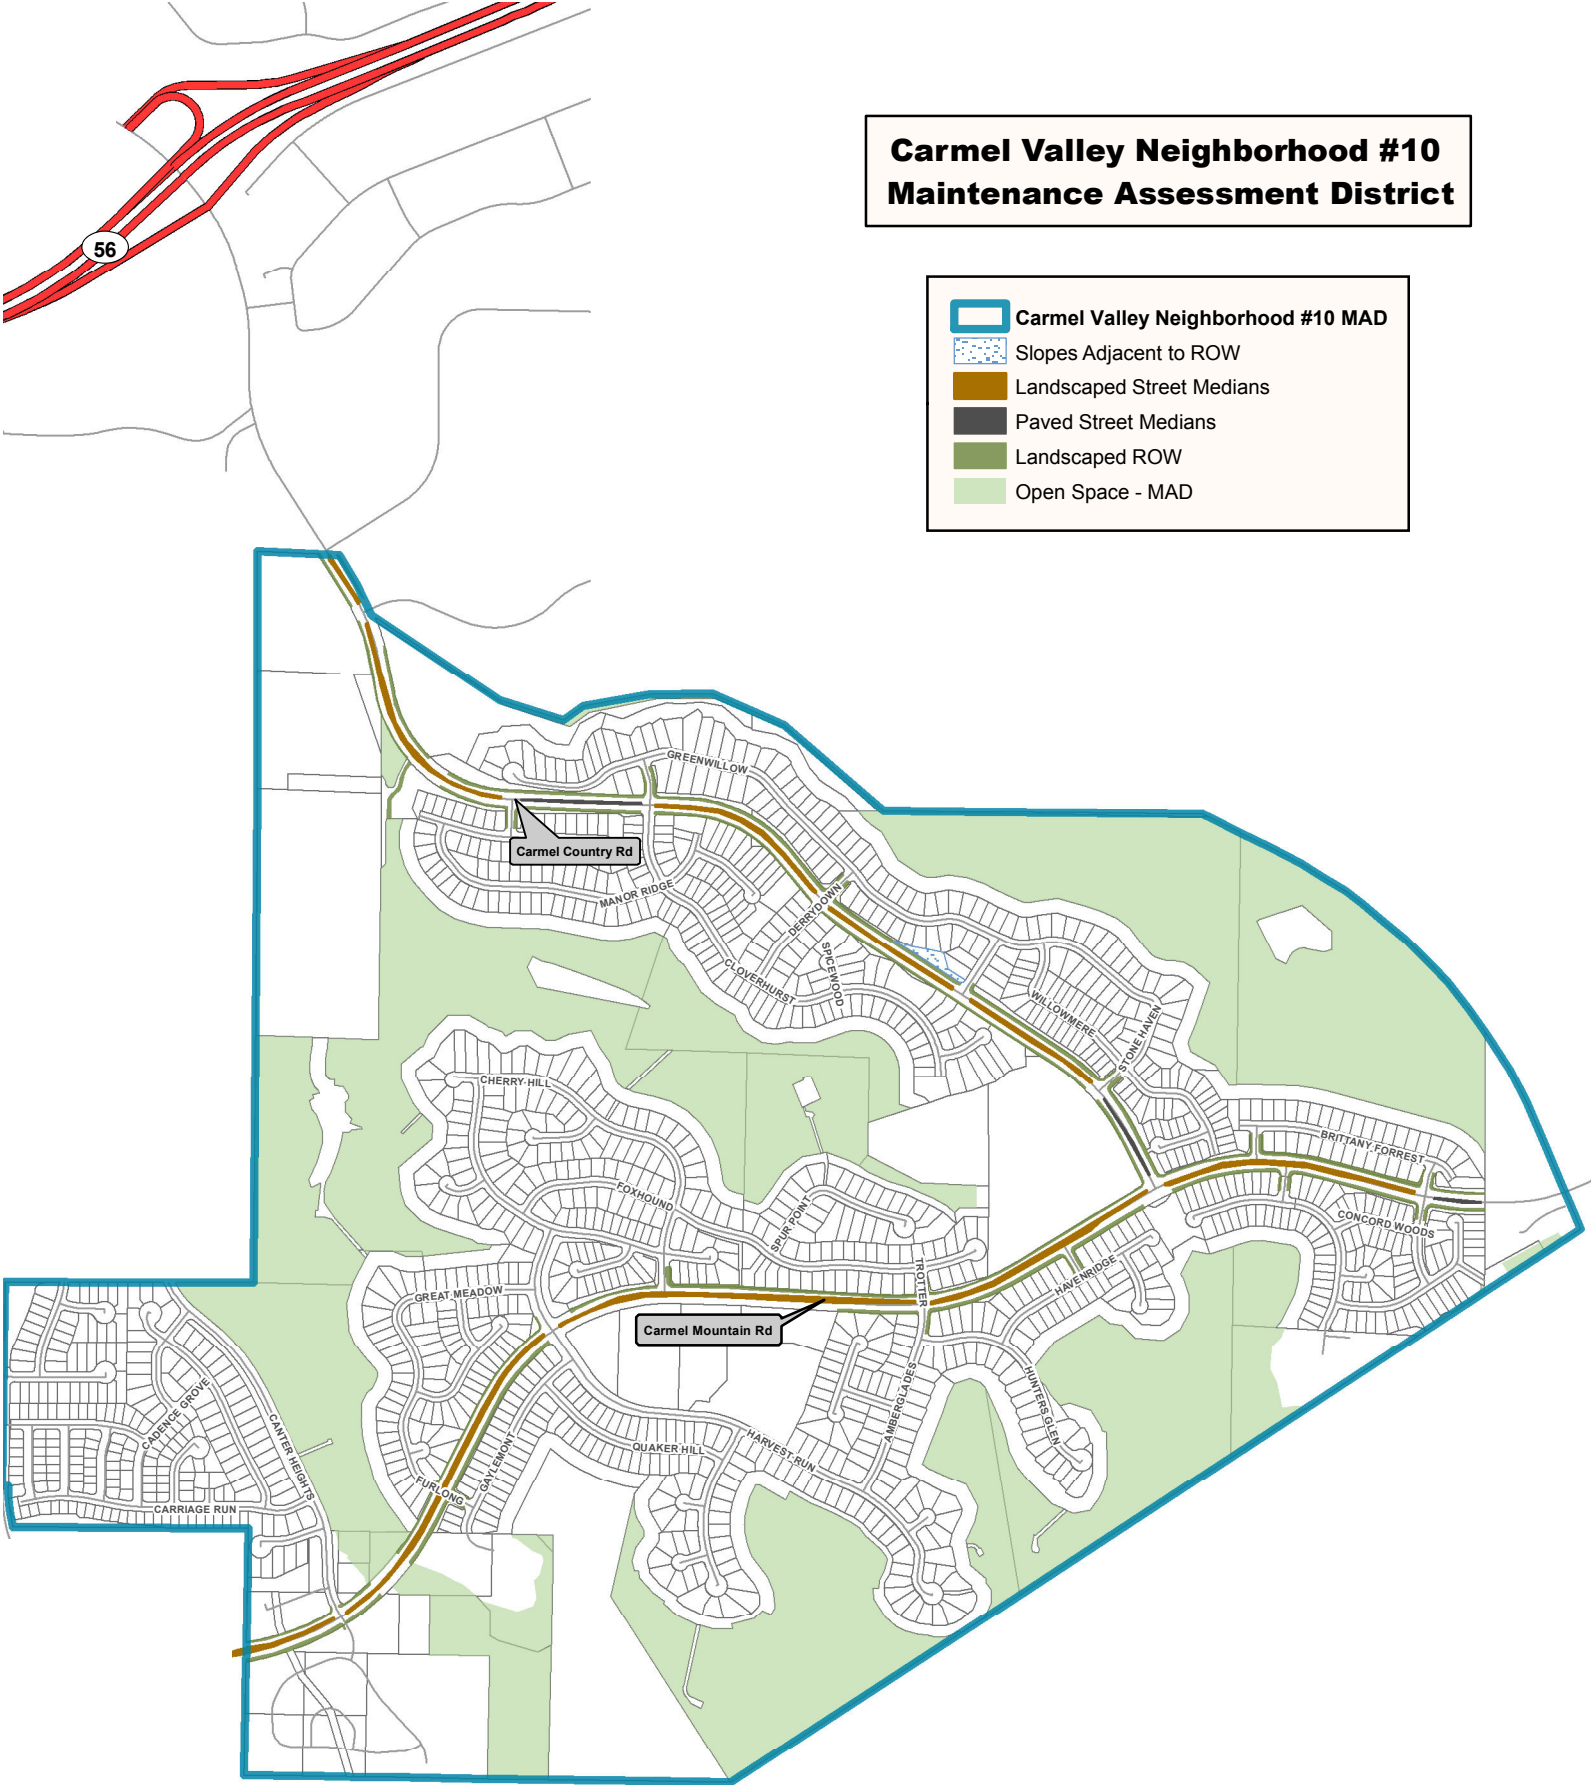 Carmel Valley Neighborhood #10
Maintenance Assessment District
56
Carmel Valley Neighborhood #10 MAD
Slopes Adjacent to ROW
Landscaped Street Medians
Paved Street Medians
Landscaped ROW
Open Space - MAD
GREENWILLOW
Carmel Country Rd
MANOR RIDGE
DERRYDOWN
SPICEWOOD
CLOVERHURST
WILLOWMERE
STONEHAVEN
CHERRY HILL
BRITTANY FORREST
FOXHOUND
SPUR POINT
CONCORD WOODS
TROTTER
HAVENRIDGE
GREAT MEADOW
Carmel Mountain Rd
AMBERGLADES
HUNTERS GLEN
CADENCE GROVE
CANTER HEIGHTS
QUAKER HILL
HARVEST RUN
GAYLEMONT
FURLONG
CARRIAGE RUN